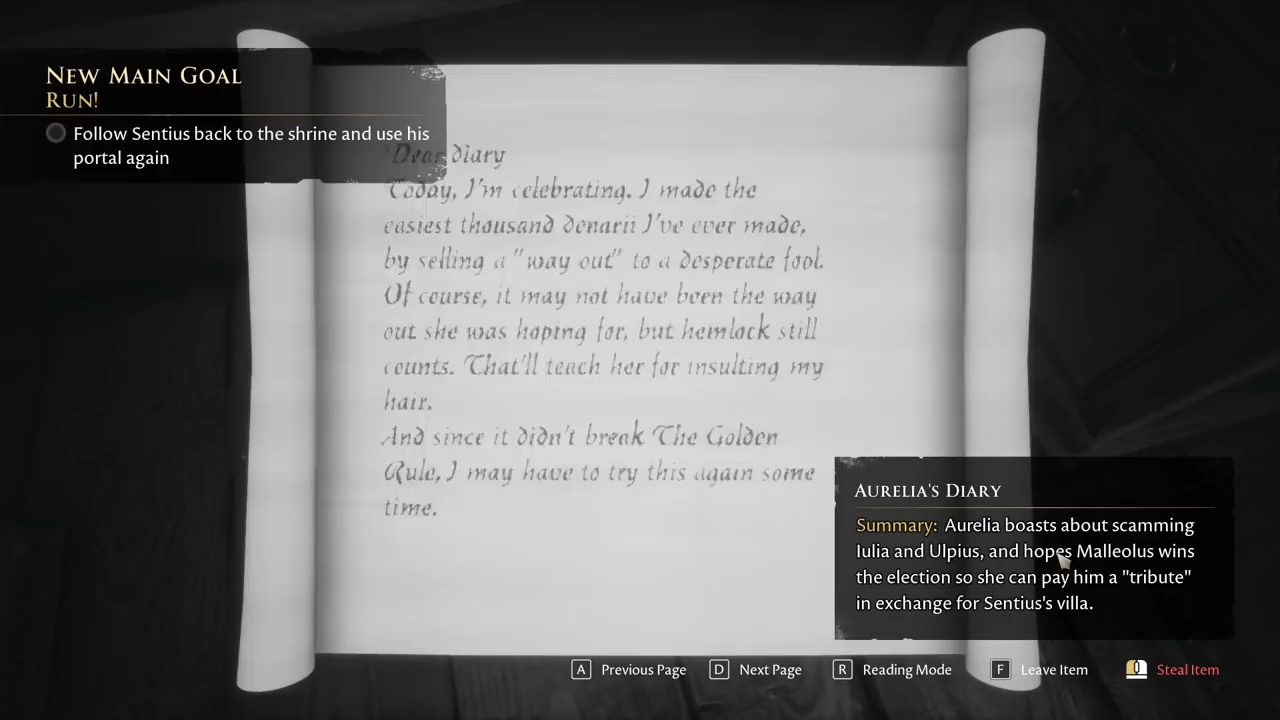 NEW MAIN GOAL
RUN!
Follow Sentius back to the shrine and use his
portal again
Dear diary
Today, I'm celebrating. I made the
easiest thousand denarii I've ever made,
by selling a "way out" to a desperate fool.
Of course, it may not have been the way
out she was hoping for, but hemlock still
counts. That'll teach her for insulting my
hair.
And since it didn't break The Golden
Rule, I may have to try this again some
time.
AURELIA'S DIARY
Summary: Aurelia boasts about scamming
Iulia and Ulpius, and hopes Malleolus wins
the election so she can pay him a "tribute"
in exchange for Sentius's villa.
A Previous Page D Next Page R Reading Mode F Leave Item Steal Item